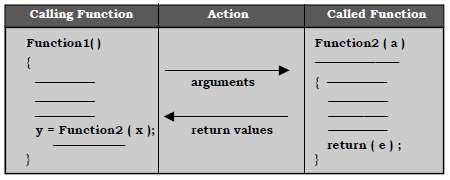 Calling Function
Action
Called Function
Function1( )
{
y = Function2 ( x );
}
arguments
return values
Function2 ( a )
{
return ( e ) ;
}